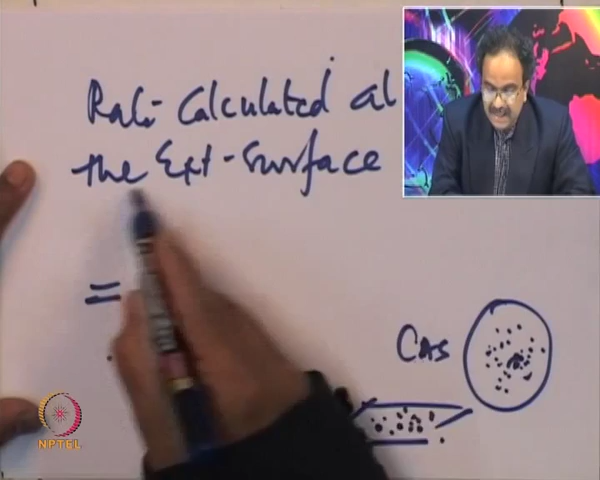 Rate calculated at
the Ext-surface
=
CAS
NPTEL